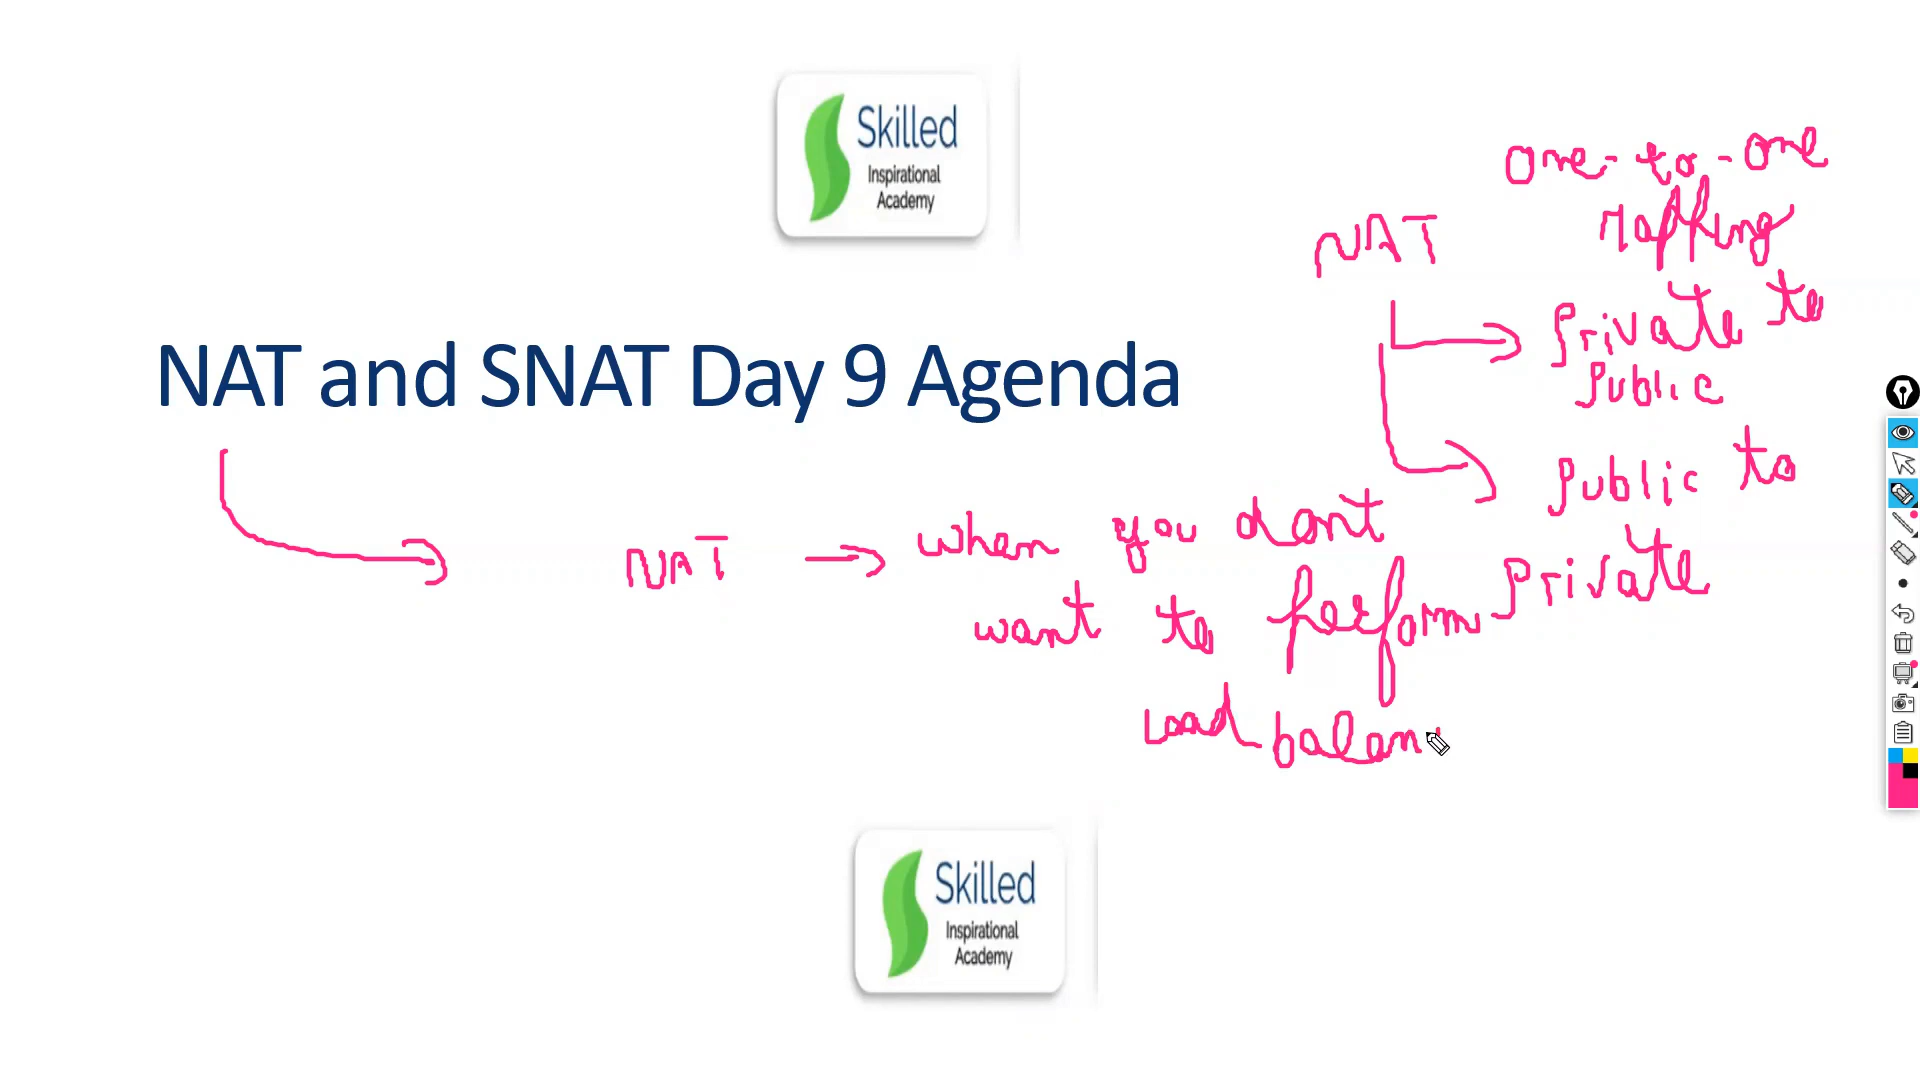 Skilled
Inspirational
Academy
One-to-one
Mapping
NAT
Private to
Public
NAT and SNAT Day 9 Agenda
Public to
Private
NAT → when you dont
want to perform
Load balan
Skilled
Inspirational
Academy